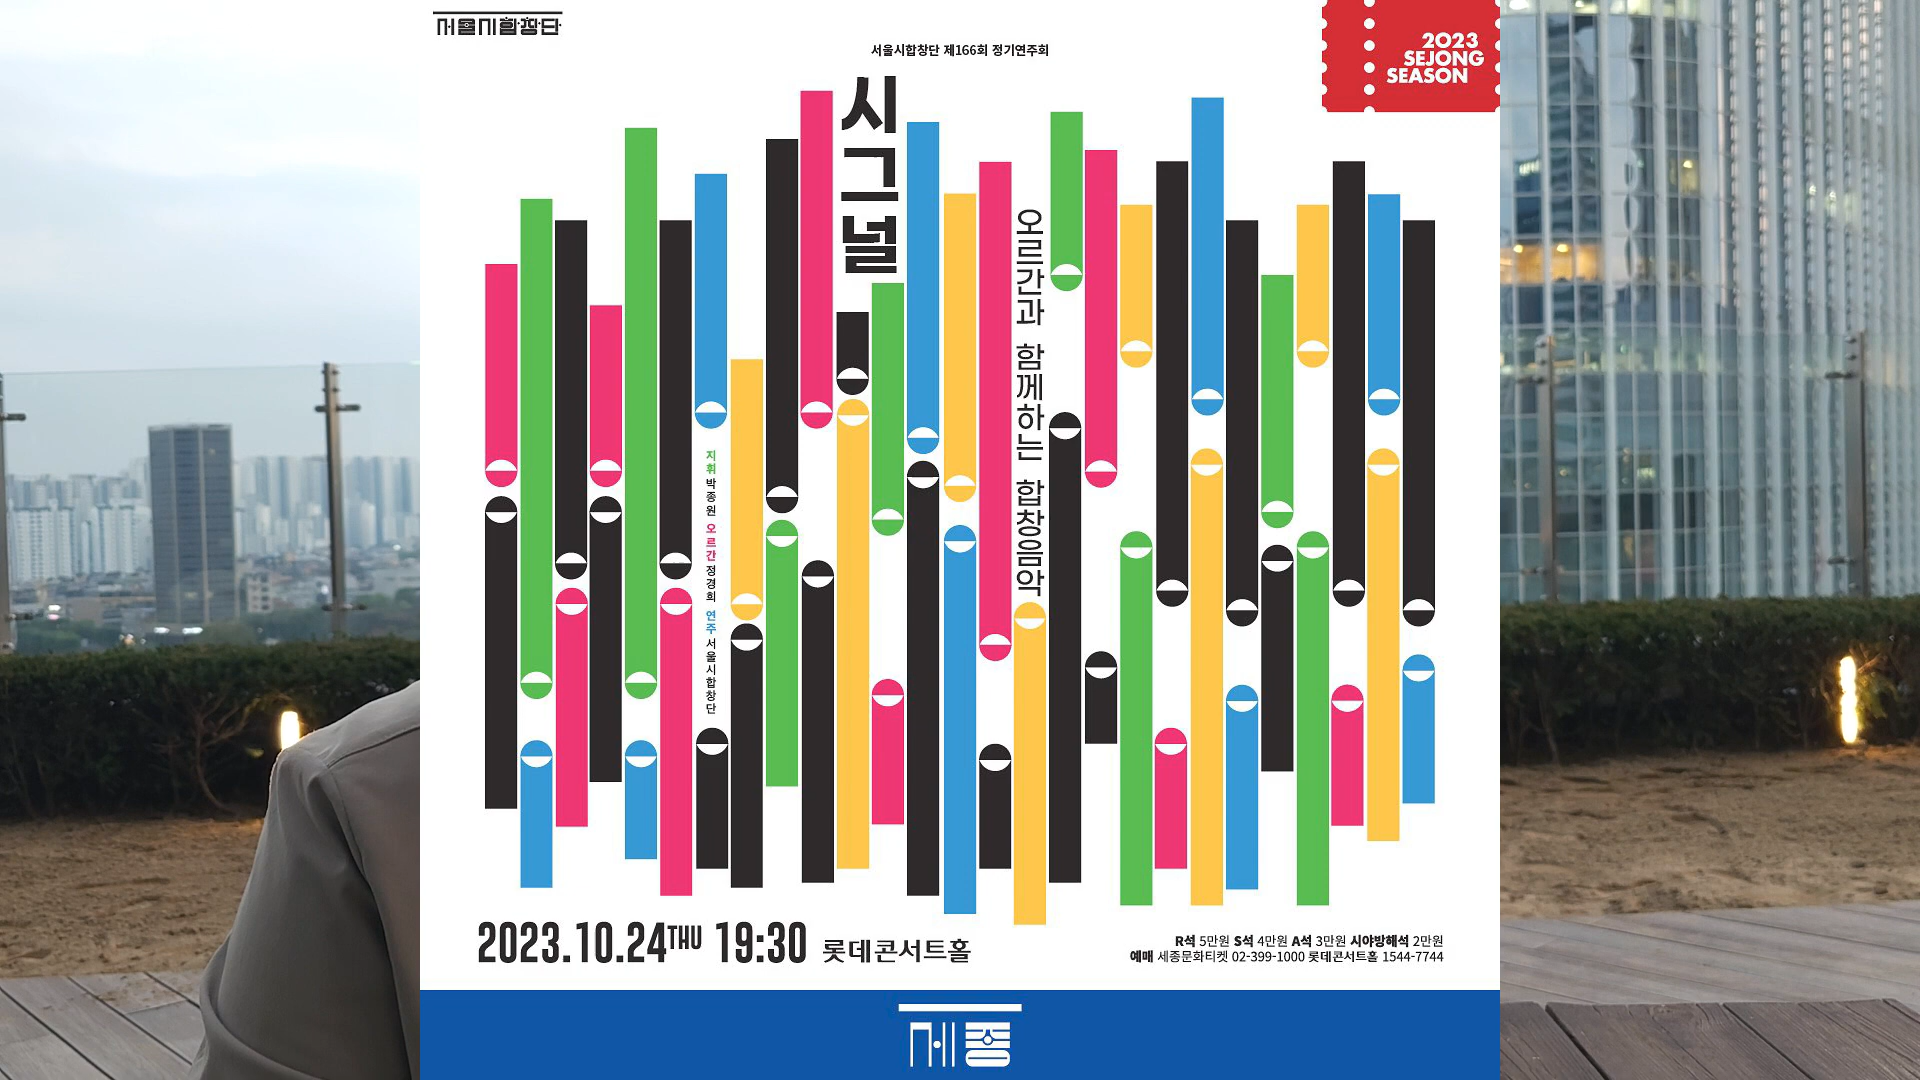 서울시합창단
서울시합창단 제166회 정기연주회
2023
SEJONG
SEASON
시그널
오르간과 함께하는 합창음악
지휘 박종원 오르간 정경희 연주 서울시합창단
2023.10.24THU 19:30 롯데콘서트홀
R석 5만원 S석 4만원 A석 3만원 시야방해석 2만원
예매 세종문화티켓 02-399-1000 롯데콘서트홀 1544-7744
세종